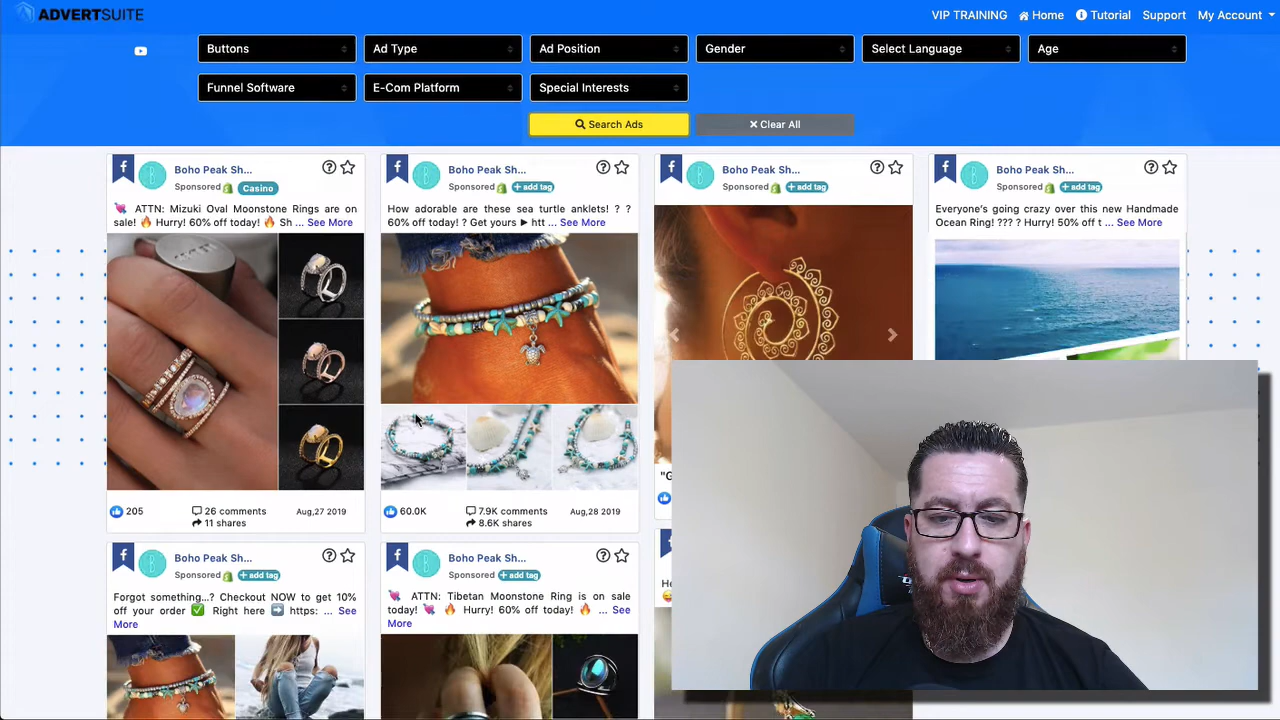 ADVERTSUITE
VIP TRAINING Home Tutorial Support My Account
Buttons Ad Type Ad Position Gender Select Language Age
Funnel Software E-Com Platform Special Interests
Search Ads Clear All
Boho Peak Sh...
Sponsored Casino
💘 ATTN: Mizuki Oval Moonstone Rings are on
sale! 🔥 Hurry! 60% off today! 🔥 Sh ... See More
205
26 comments
11 shares
Aug,27 2019
Boho Peak Sh...
Sponsored + add tag
How adorable are these sea turtle anklets! ? ?
60% off today! ? Get yours ► htt ... See More
60.0K
7.9K comments
8.6K shares
Aug,28 2019
Boho Peak Sh...
Sponsored + add tag
"G
Boho Peak Sh...
Sponsored + add tag
Everyone's going crazy over this new Handmade
Ocean Ring! ??? ? Hurry! 50% off t ... See More
Boho Peak Sh...
Sponsored + add tag
Forgot something...? Checkout NOW to get 10%
off your order ✅ Right here ➡️ https: ... See
More
Boho Peak Sh...
Sponsored + add tag
💘 ATTN: Tibetan Moonstone Ring is on sale
today! 💘 🔥 Hurry! 60% off today! 🔥 ... See
More
He